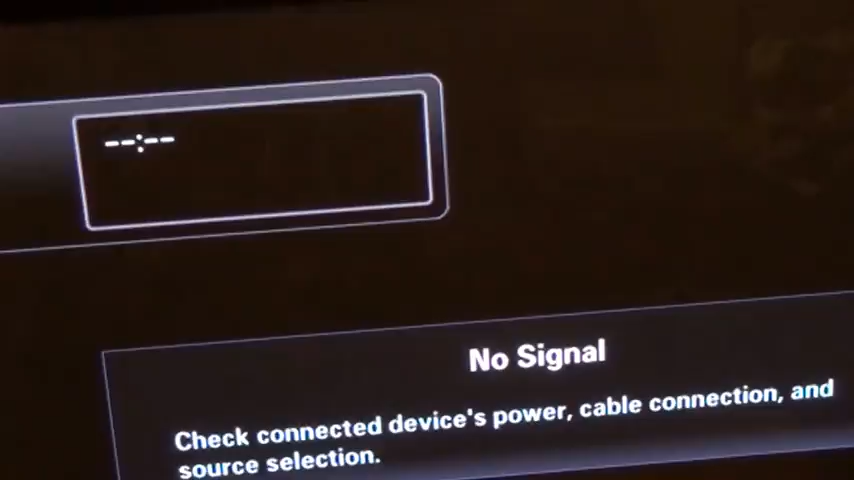 --:--
No Signal
Check connected device's power, cable connection, and
source selection.